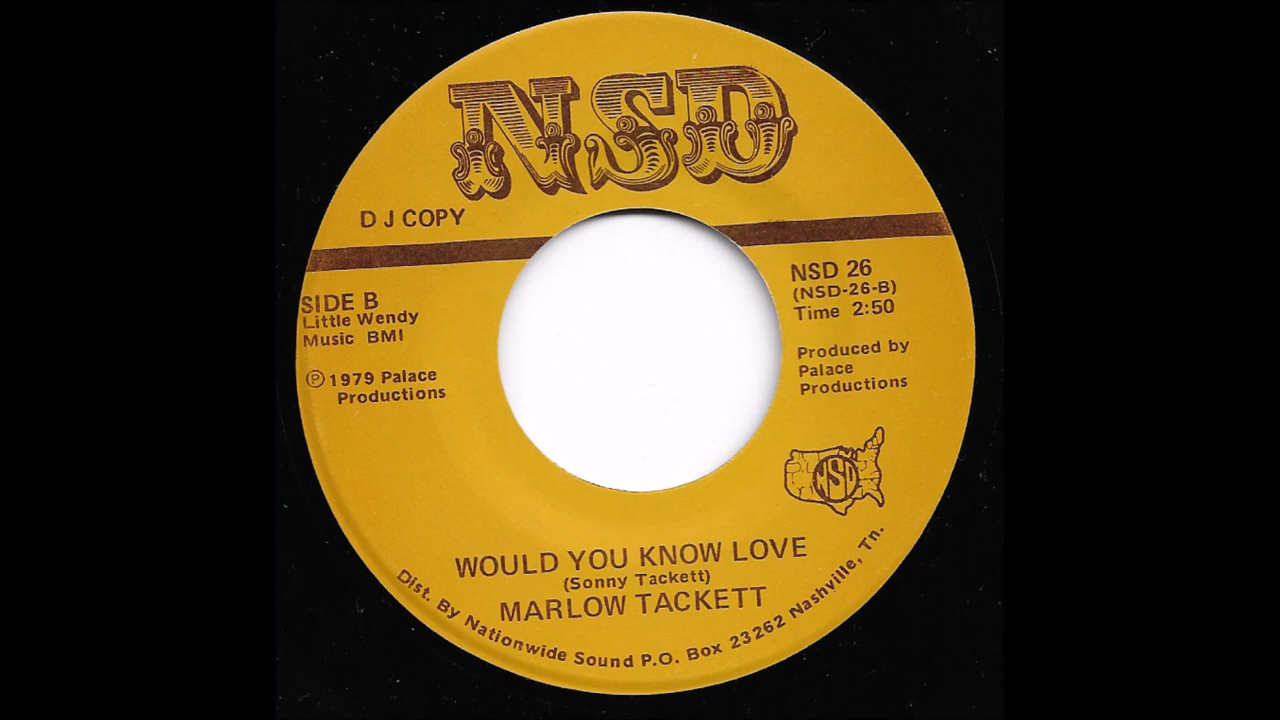 NSD
D J COPY
SIDE B
Little Wendy
Music BMI
Ⓟ 1979 Palace
Productions
NSD 26
(NSD-26-B)
Time 2:50
Produced by
Palace
Productions
NSD
WOULD YOU KNOW LOVE
(Sonny Tackett)
MARLOW TACKETT
Dist. By Nationwide Sound P.O. Box 23262 Nashville, Tn.